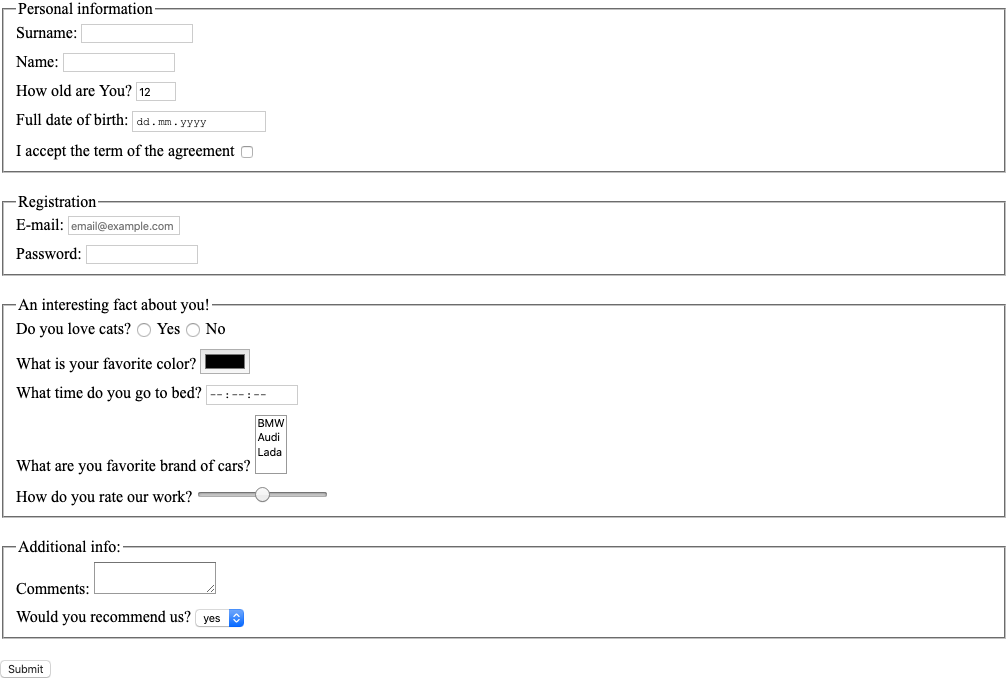 Personal information
Surname:
Name:
How old are You? 12
Full date of birth: dd.mm.yyyy
I accept the term of the agreement
Registration
E-mail: email@example.com
Password:
An interesting fact about you!
Do you love cats? Yes No
What is your favorite color?
What time do you go to bed? --:--:--
BMW
Audi
Lada
What are you favorite brand of cars?
How do you rate our work?
Additional info:
Comments:
Would you recommend us? yes
Submit